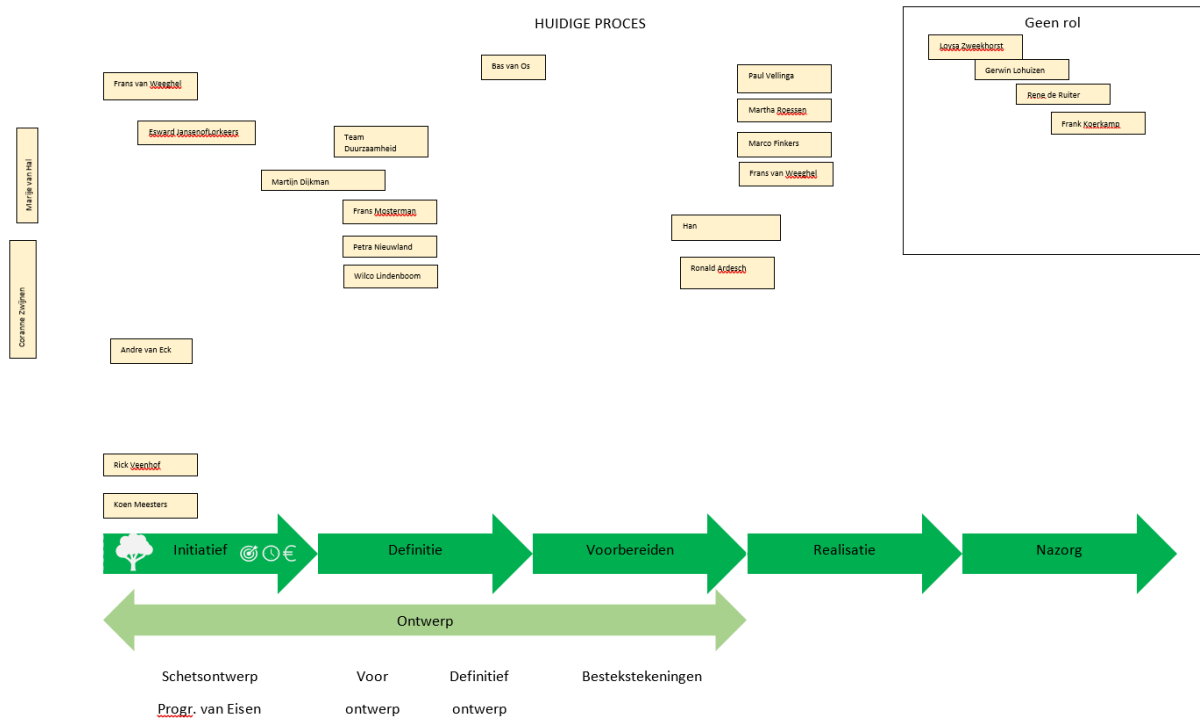 HUIDIGE PROCES
Geen rol
Loysa Zweekhorst
Gerwin Lohuizen
Rene de Ruiter
Frank Koerkamp
Bas van Os
Frans van Weeghel
Esward JansenofLorkeers
Team
Duurzaamheid
Martijn Dijkman
Frans Mosterman
Petra Nieuwland
Wilco Lindenboom
Paul Vellinga
Martha Roessen
Marco Finkers
Frans van Weeghel
Han
Ronald Ardesch
Marije van Hal
Coranne Zwijnen
Andre van Eck
Rick Veenhof
Koen Meesters
Initiatief
Definitie
Voorbereiden
Realisatie
Nazorg
Ontwerp
Schetsontwerp
Progr. van Eisen
Voor
ontwerp
Definitief
ontwerp
Bestekstekeningen